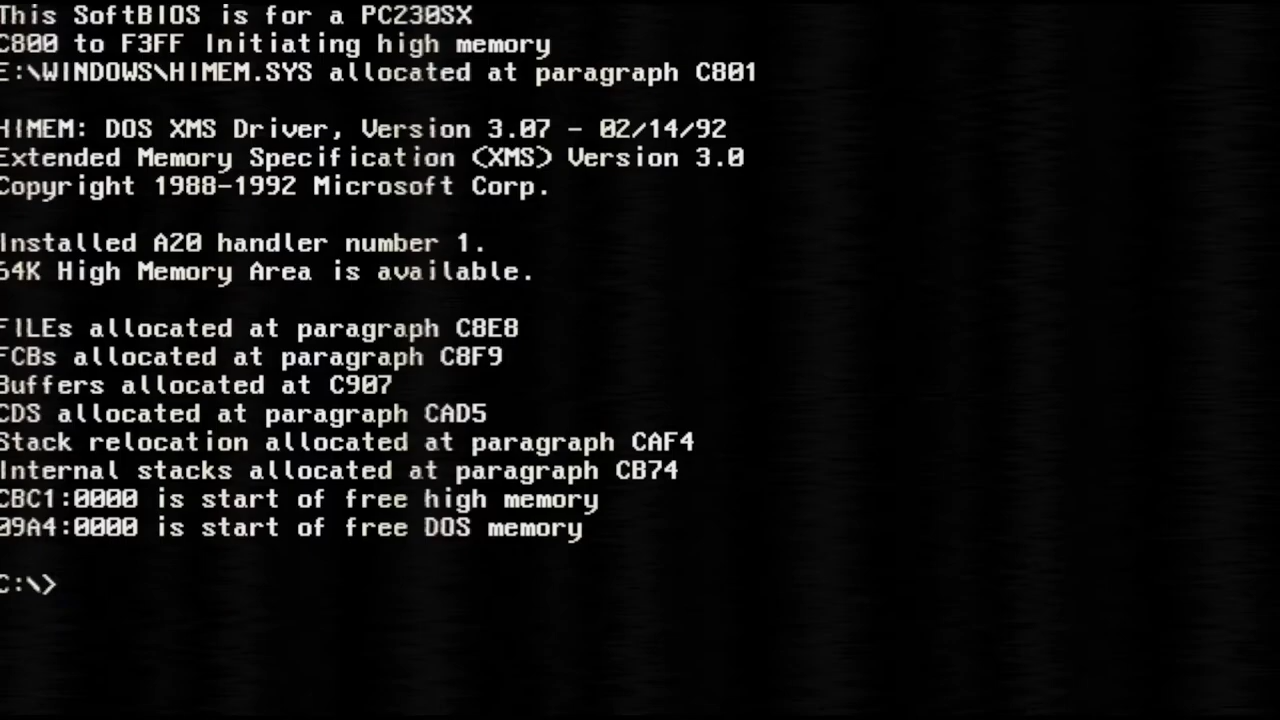 This SoftBIOS is for a PC230SX
C800 to F3FF Initiating high memory
E:\WINDOWS\HIMEM.SYS allocated at paragraph C801
HIMEM: DOS XMS Driver, Version 3.07 - 02/14/92
Extended Memory Specification (XMS) Version 3.0
Copyright 1988-1992 Microsoft Corp.
Installed A20 handler number 1.
64K High Memory Area is available.
FILEs allocated at paragraph C8E8
FCBs allocated at paragraph C8F9
Buffers allocated at C907
CDS allocated at paragraph CAD5
Stack relocation allocated at paragraph CAF4
Internal stacks allocated at paragraph CB74
CBC1:0000 is start of free high memory
09A4:0000 is start of free DOS memory
C:\>